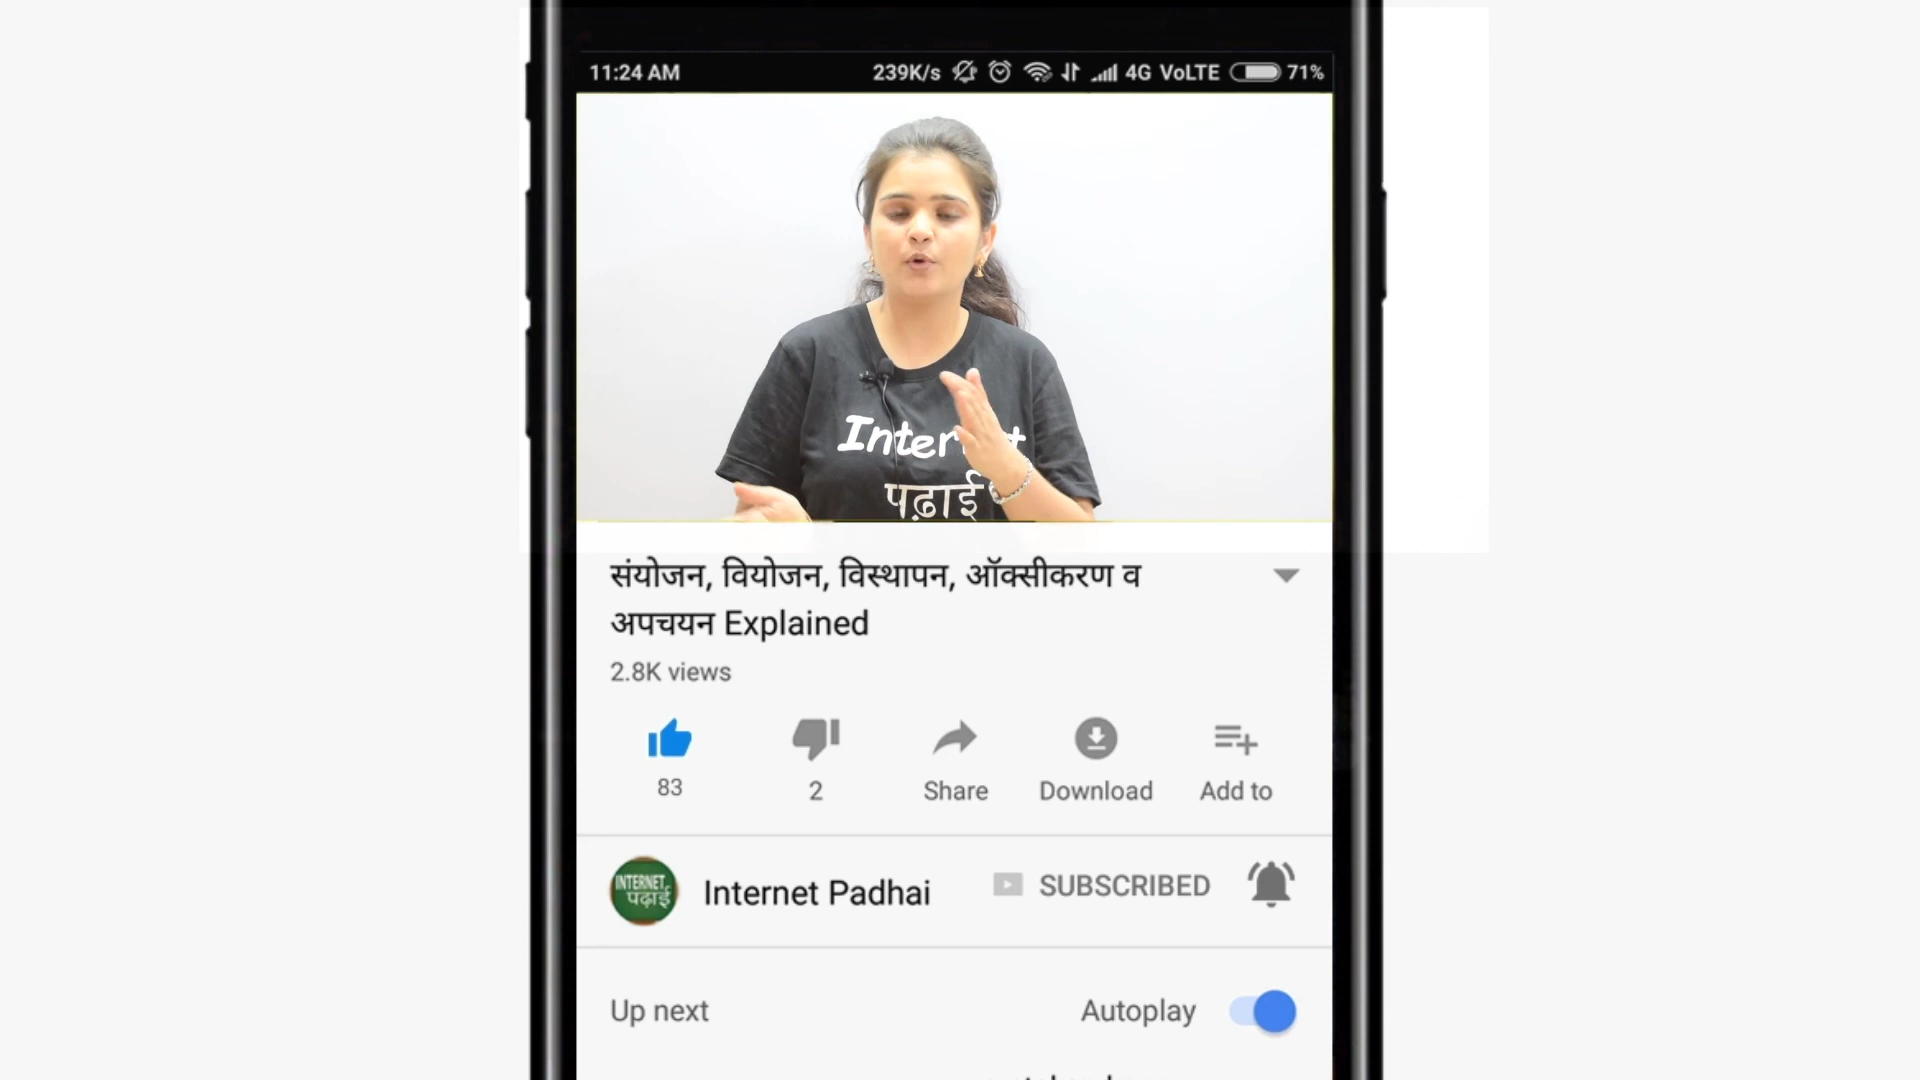 11:24 AM 239K/s 4G VoLTE 71%
Inter t
पढ़ाई
संयोजन, वियोजन, विस्थापन, ऑक्सीकरण व
अपचयन Explained
2.8K views
83 2 Share Download Add to
INTERNET
पढ़ाई
Internet Padhai SUBSCRIBED
Up next Autoplay